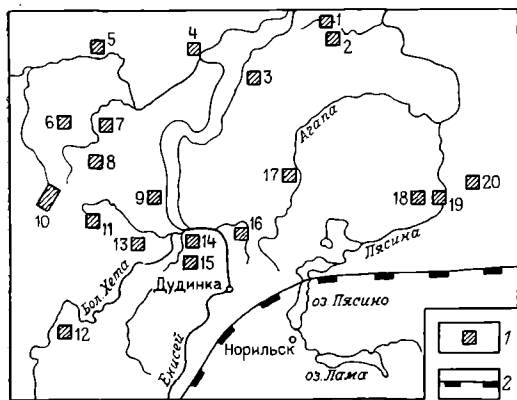 1
2
3
4
5
6
7
8
Агапа
9
10
11
12
13
14
15
16
17
18
19
20
Бол. Хета
Дудинка
Енисей
Пясина
оз. Пясино
Норильск
оз. Лама
1
2